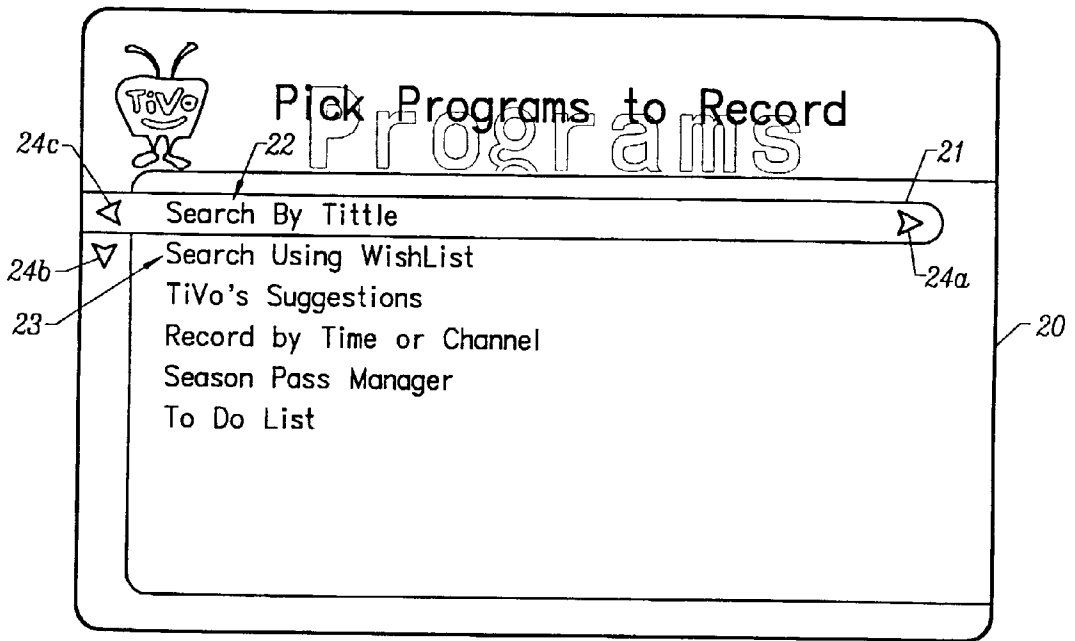 TiVo
Pick Programs to Record
Programs
24c
22
21
Search By Tittle
24a
24b
Search Using WishList
23
TiVo's Suggestions
Record by Time or Channel
20
Season Pass Manager
To Do List